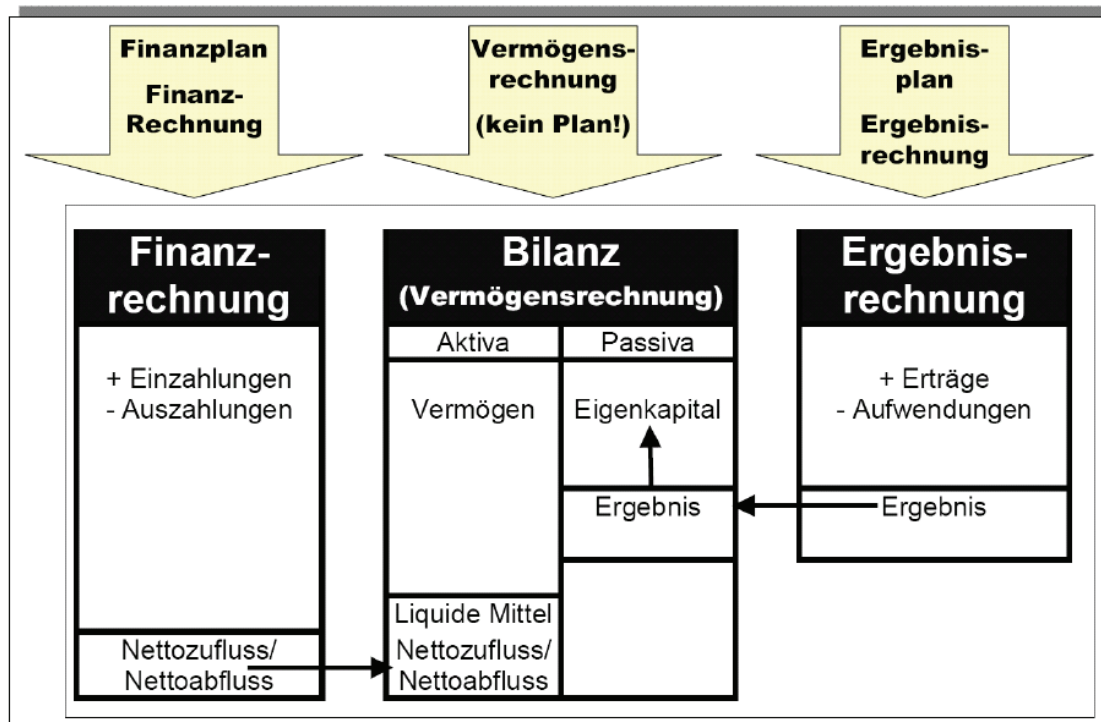 Finanzplan
Finanz-
Rechnung
Vermögens-
rechnung
(kein Plan!)
Ergebnis-
plan
Ergebnis-
rechnung
Finanz-
rechnung
+ Einzahlungen
- Auszahlungen
Nettozufluss/
Nettoabfluss
Bilanz
(Vermögensrechnung)
Aktiva
Passiva
Vermögen
Eigenkapital
Ergebnis
Liquide Mittel
Nettozufluss/
Nettoabfluss
Ergebnis-
rechnung
+ Erträge
- Aufwendungen
Ergebnis